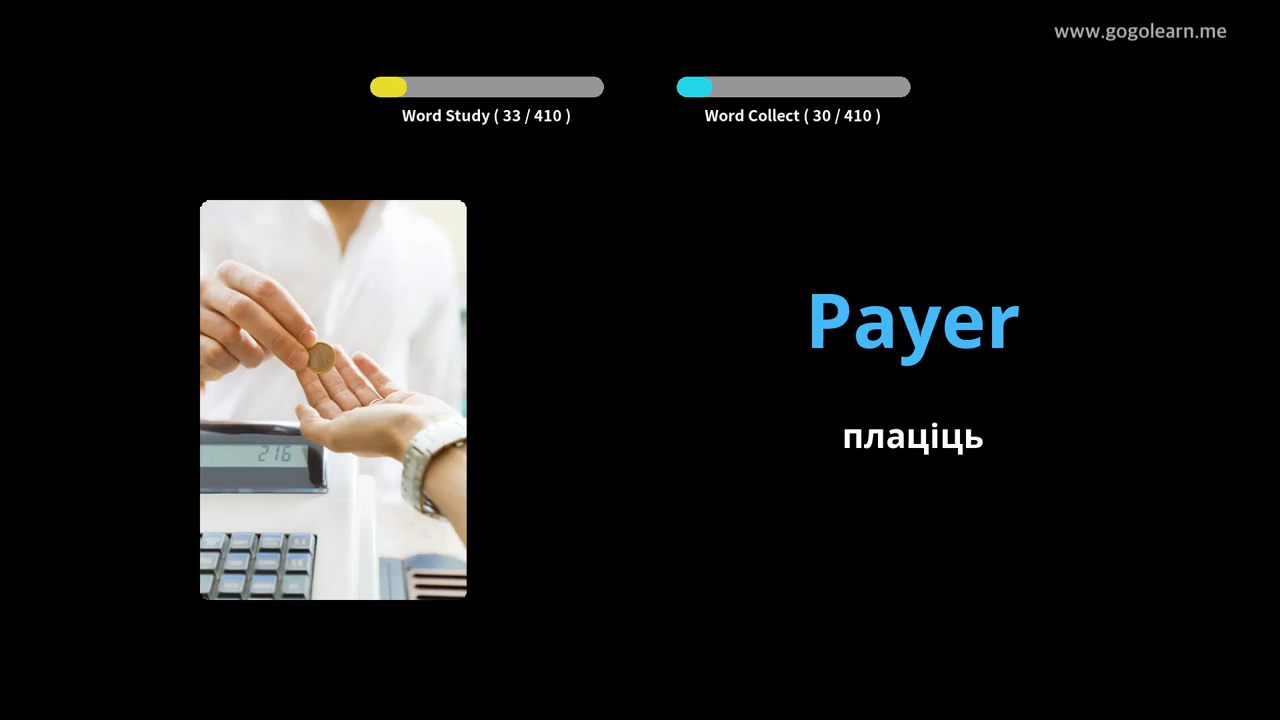 www.gogolearn.me
Word Study ( 33 / 410 )
Word Collect ( 30 / 410 )
216
Payer
плаціць